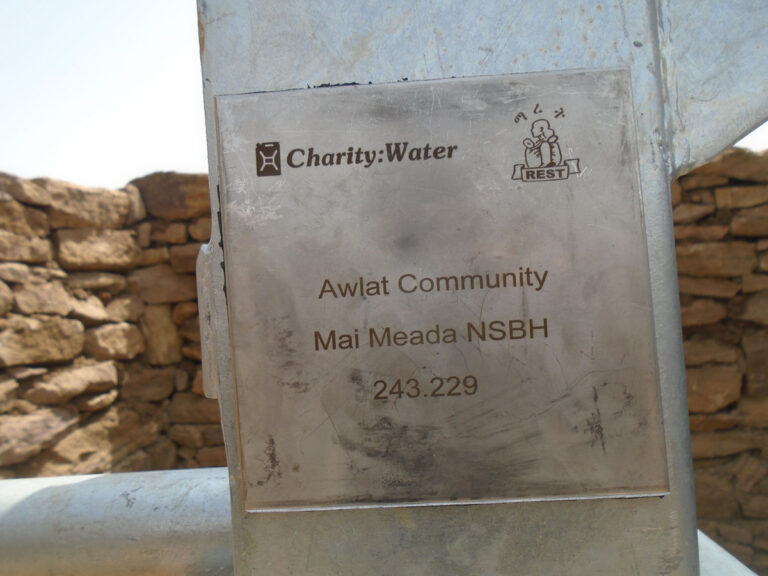 Charity:Water
ማ ረ ት
REST
Awlat Community
Mai Meada NSBH
243.229